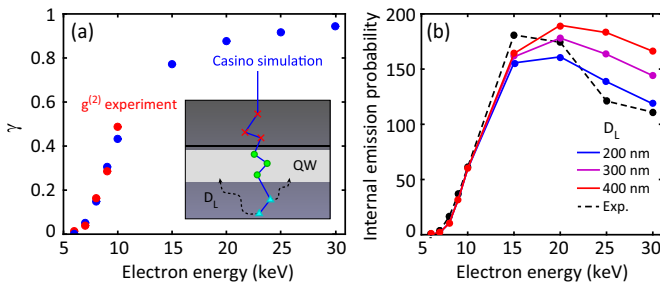 (a)
γ
1
0.8
0.6
0.4
0.2
0
5
10
15
20
25
30
Electron energy (keV)
Casino simulation
g(2) experiment
QW
DL
(b)
Internal emission probability
200
150
100
50
0
5
10
15
20
25
30
Electron energy (keV)
DL
200 nm
300 nm
400 nm
Exp.